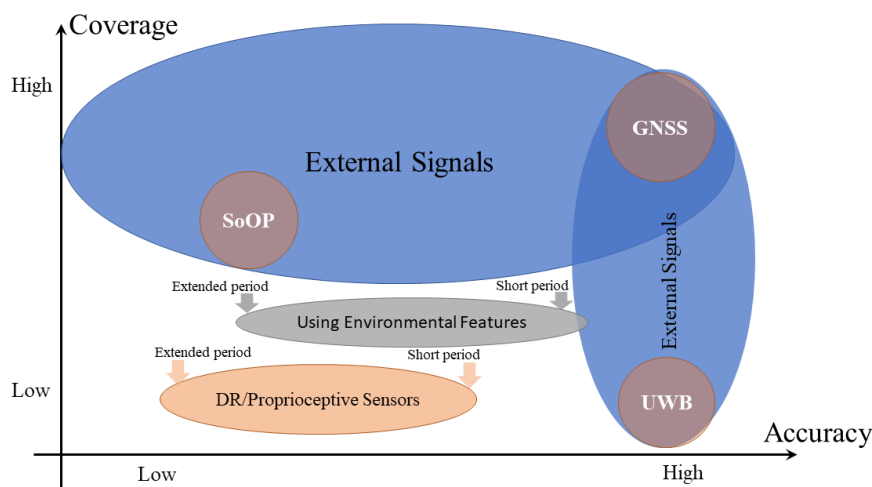 Coverage
High
GNSS
External Signals
SoOP
External Signals
Extended period
Short period
Using Environmental Features
Extended period
Short period
Low
DR/Proprioceptive Sensors
UWB
Accuracy
Low
High